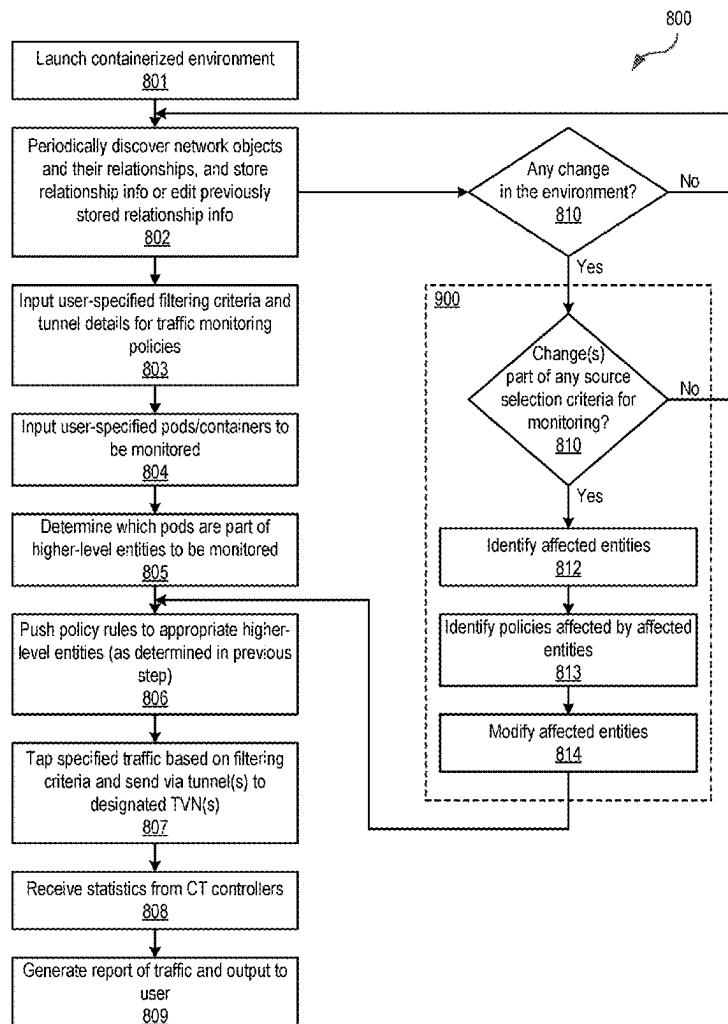 800
Launch containerized environment
801
Periodically discover network objects
and their relationships, and store
relationship info or edit previously
stored relationship info
802
Any change
in the environment?
810
No
Yes
Input user-specified filtering criteria and
tunnel details for traffic monitoring
policies
803
900
Change(s)
part of any source
selection criteria for
monitoring?
810
No
Yes
Input user-specified pods/containers to
be monitored
804
Determine which pods are part of
higher-level entities to be monitored
805
Identify affected entities
812
Push policy rules to appropriate higher-
level entities (as determined in previous
step)
806
Identify policies affected by affected
entities
813
Modify affected entities
814
Tap specified traffic based on filtering
criteria and send via tunnel(s) to
designated TVN(s)
807
Receive statistics from CT controllers
808
Generate report of traffic and output to
user
809